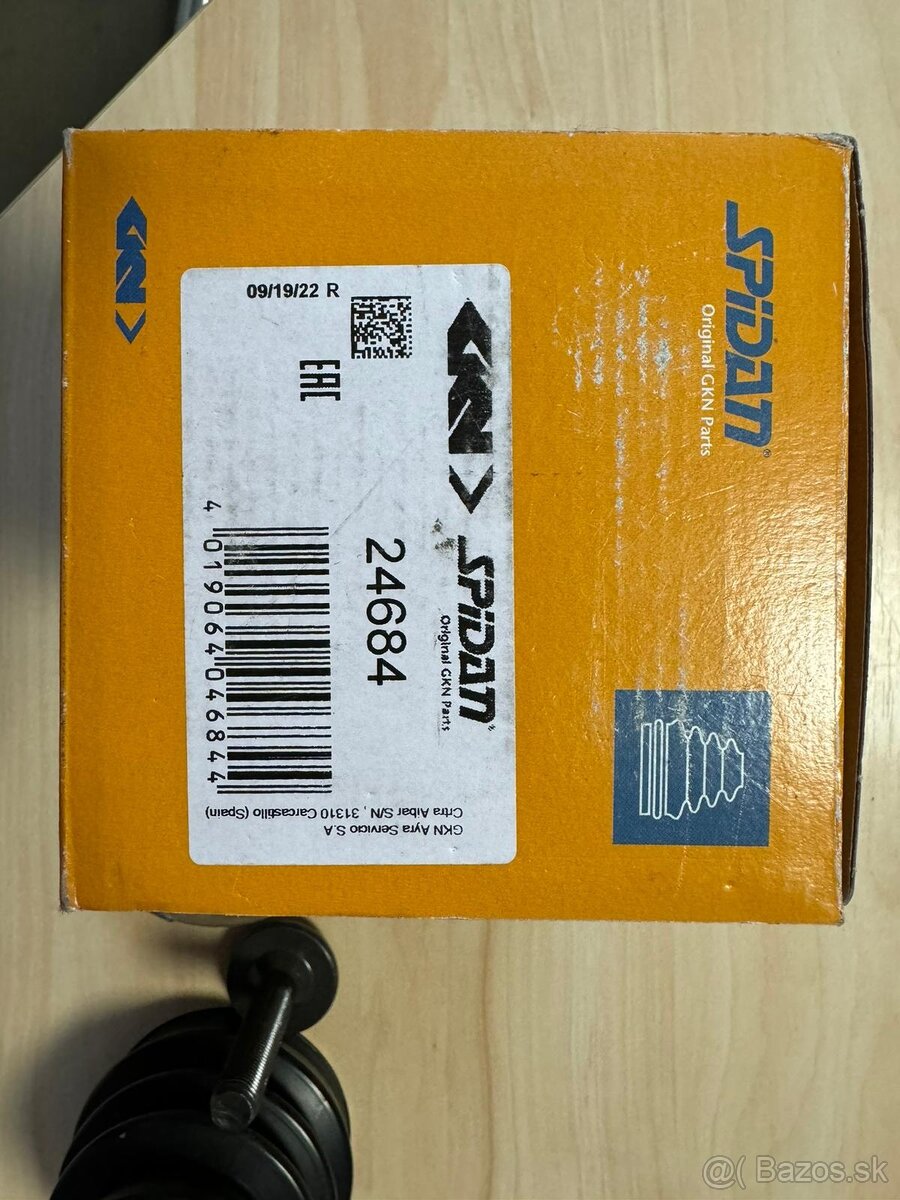 GKN
SPiDAN®
Original GKN Parts
GKN
SPiDAN®
Original GKN Parts
24684
09/19/22 R
EAC
4 019064 046844
GKN Ayra Servicio S.A
Crtra Aibar S/N , 31310 Carcastillo (Spain)
@( Bazos.sk